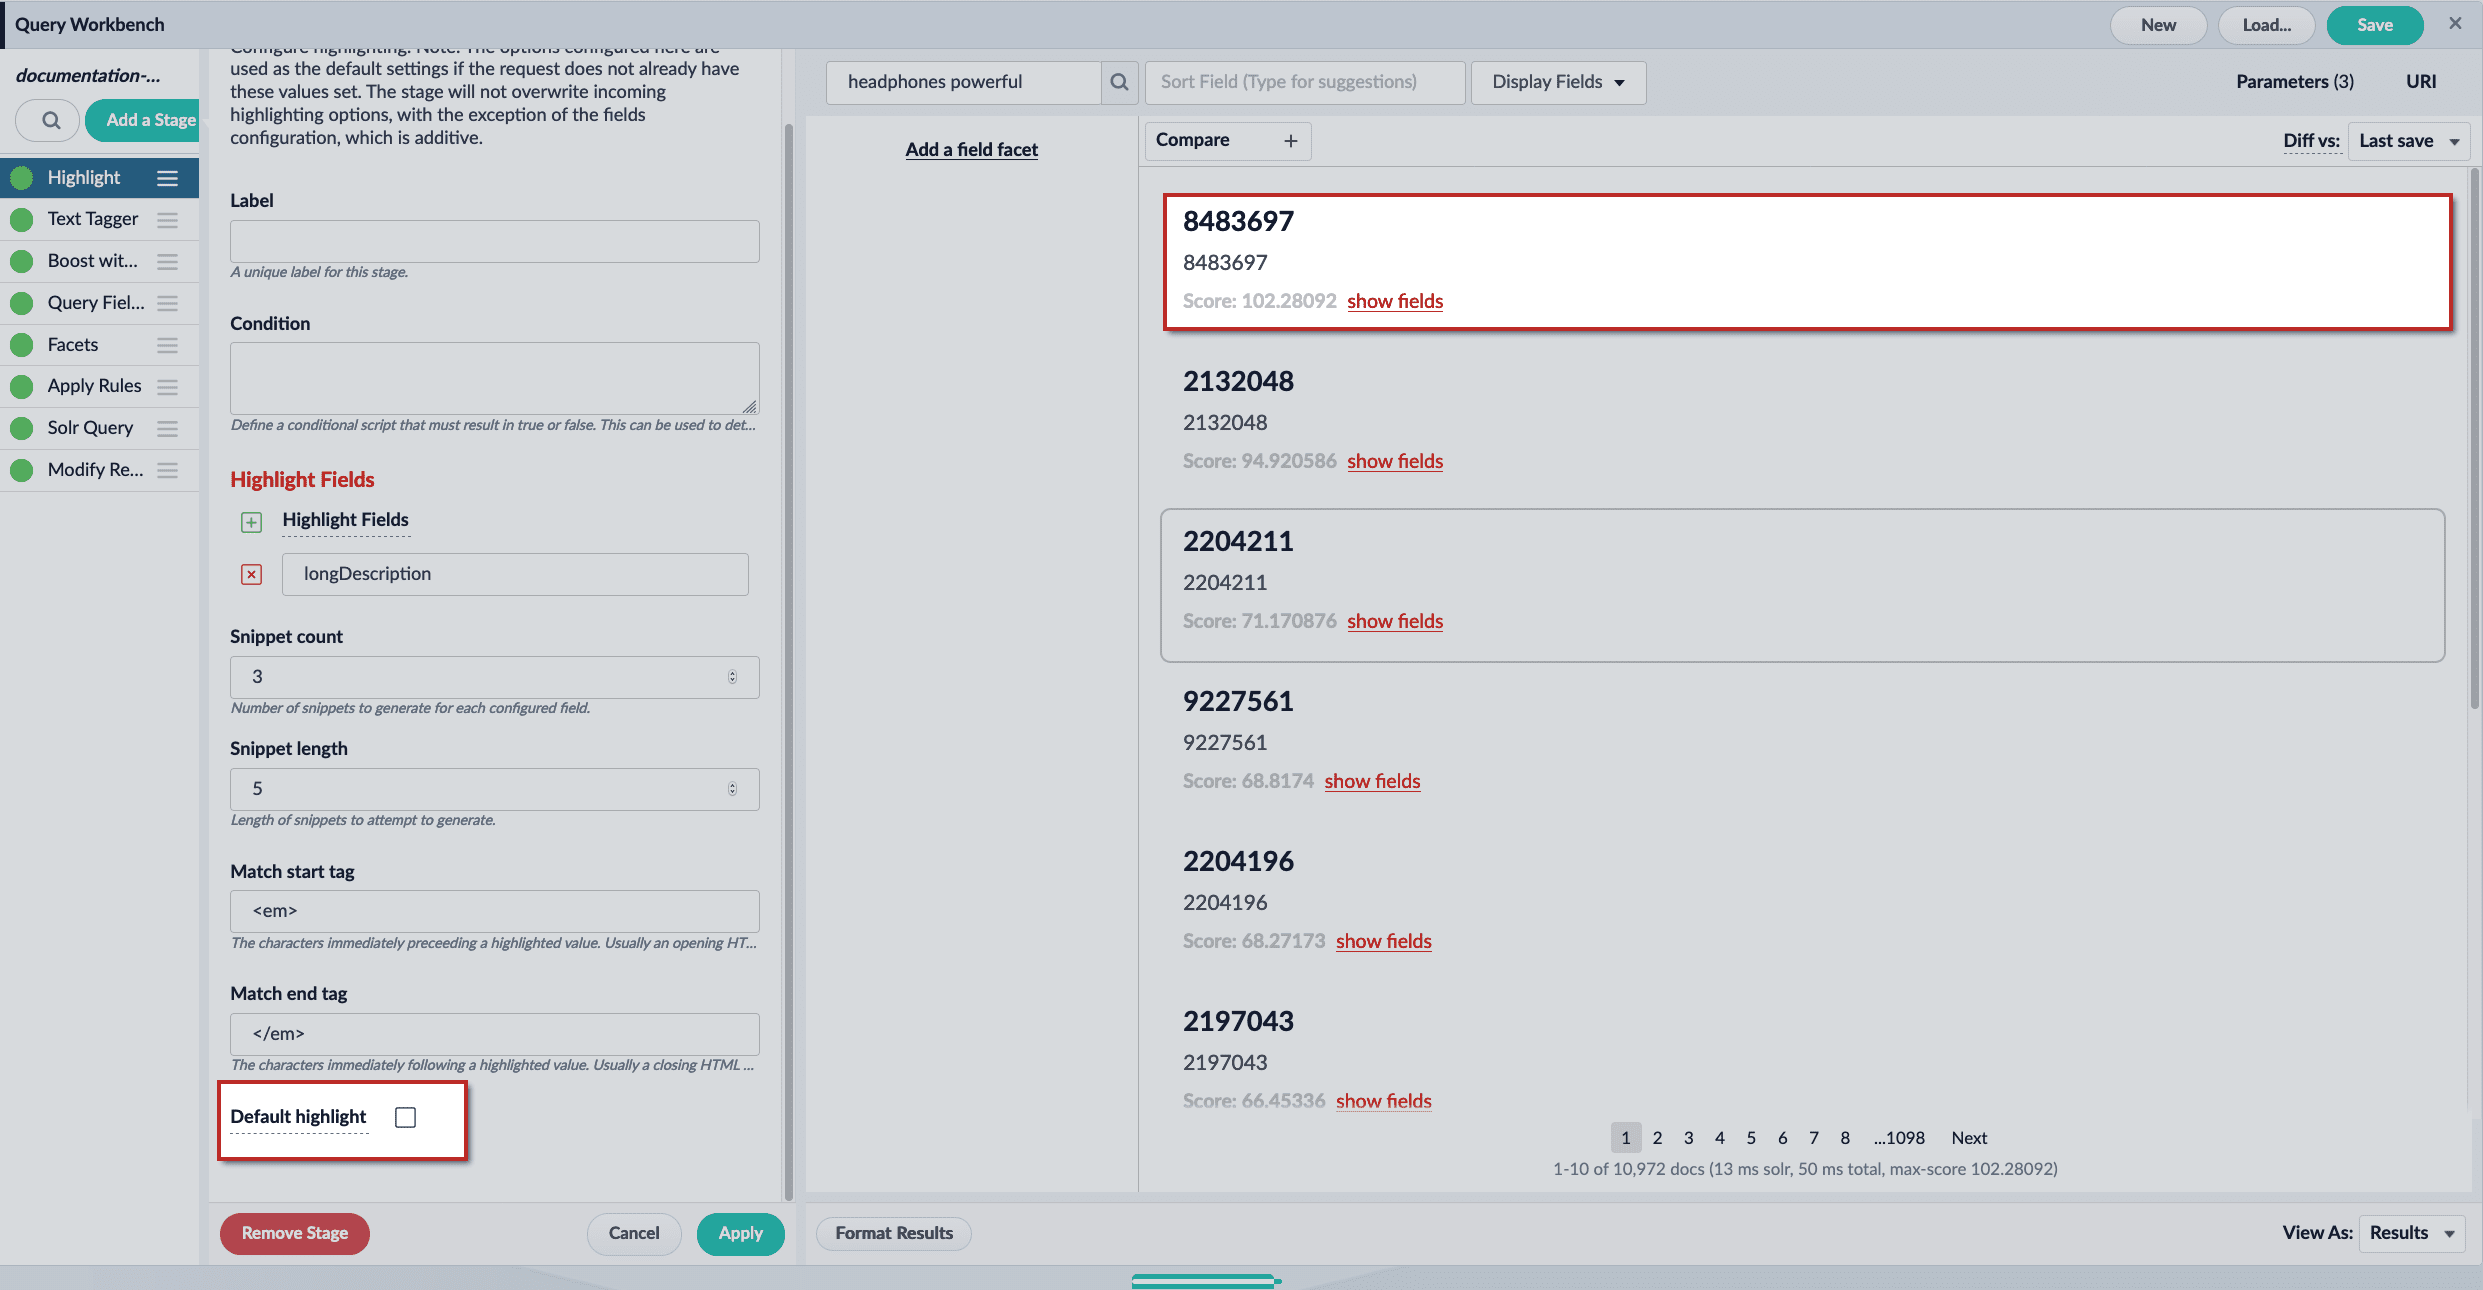 Query Workbench
New
Load...
Save
documentation-...
Add a Stage
Highlight
Text Tagger
Boost wit...
Query Fiel...
Facets
Apply Rules
Solr Query
Modify Re...
Configure highlighting. Note: The options configured here are
used as the default settings if the request does not already have
these values set. The stage will not overwrite incoming
highlighting options, with the exception of the fields
configuration, which is additive.
Label
A unique label for this stage.
Condition
Define a conditional script that must result in true or false. This can be used to det...
Highlight Fields
Highlight Fields
longDescription
Snippet count
3
Number of snippets to generate for each configured field.
Snippet length
5
Length of snippets to attempt to generate.
Match start tag
<em>
The characters immediately preceeding a highlighted value. Usually an opening HT...
Match end tag
</em>
The characters immediately following a highlighted value. Usually a closing HTML ...
Default highlight
Remove Stage
Cancel
Apply
headphones powerful
Sort Field (Type for suggestions)
Display Fields
Parameters (3)
URI
Add a field facet
Compare +
Diff vs:
Last save
8483697
8483697
Score: 102.28092 show fields
2132048
2132048
Score: 94.920586 show fields
2204211
2204211
Score: 71.170876 show fields
9227561
9227561
Score: 68.8174 show fields
2204196
2204196
Score: 68.27173 show fields
2197043
2197043
Score: 66.45336 show fields
1 2 3 4 5 6 7 8 ...1098 Next
1-10 of 10,972 docs (13 ms solr, 50 ms total, max-score 102.28092)
Format Results
View As:
Results